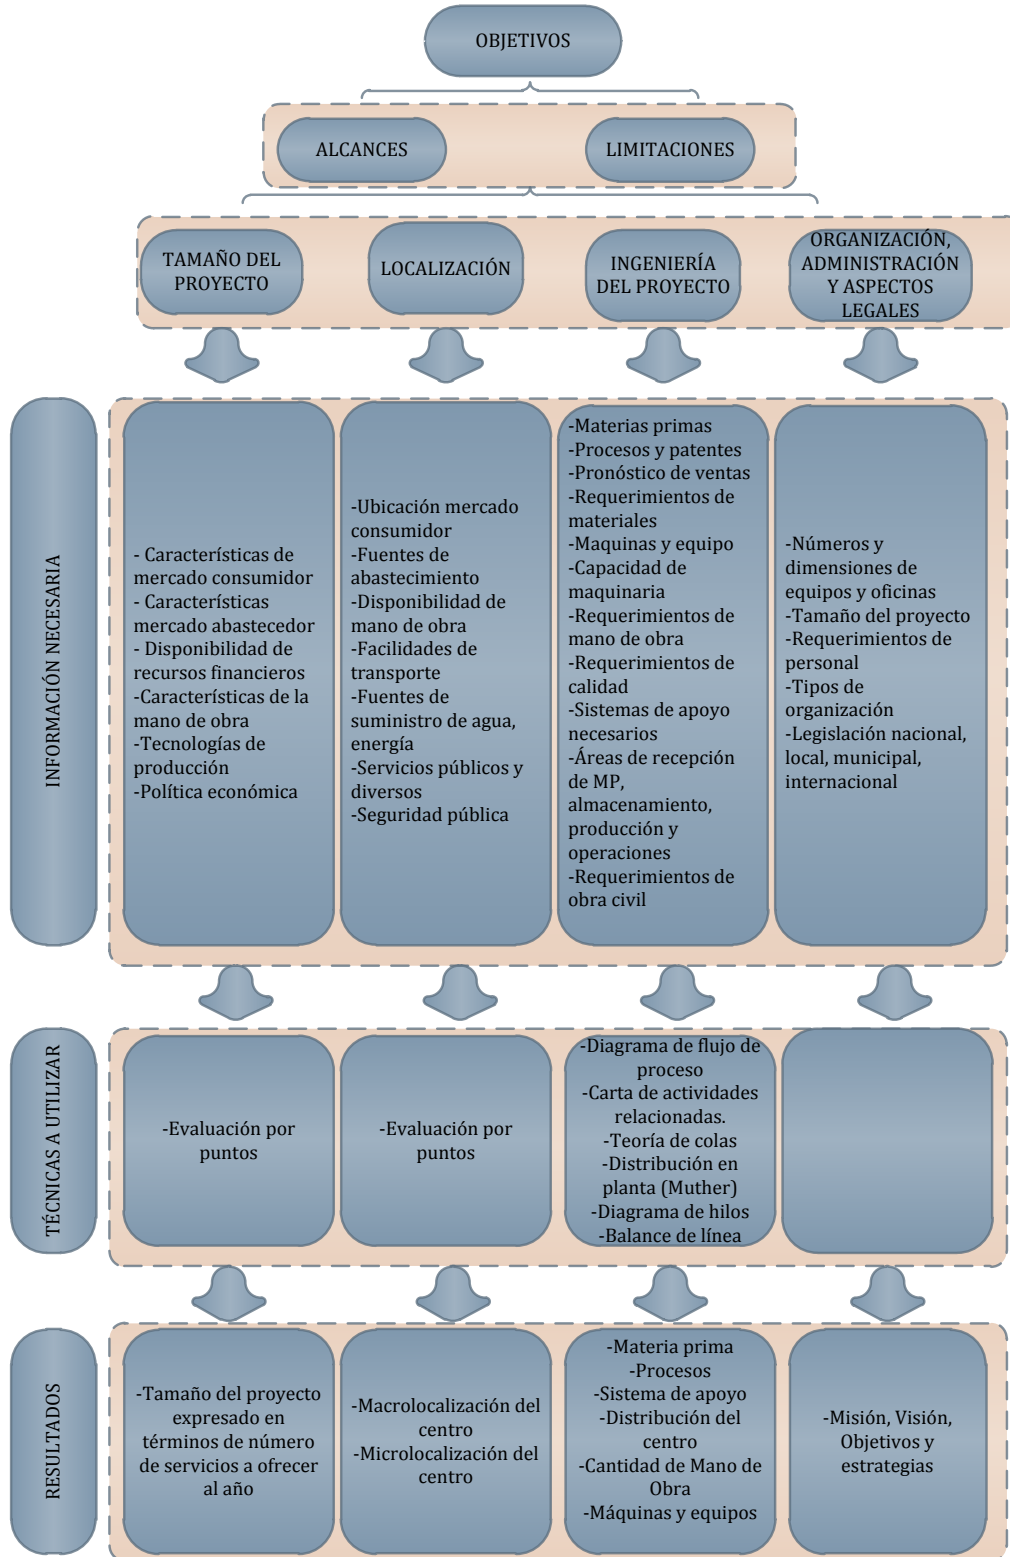 OBJETIVOS
ALCANCES
LIMITACIONES
TAMAÑO DEL
PROYECTO
LOCALIZACIÓN
INGENIERÍA
DEL PROYECTO
ORGANIZACIÓN,
ADMINISTRACIÓN
Y ASPECTOS
LEGALES
INFORMACIÓN NECESARIA
- Característicías de
mercado consumidor
- Características
mercado abastecedor
- Disponibilidad de
recursos financieros
-Características de la
mano de obra
-Tecnologías de
producción
-Política económica
-Ubicación mercado
consumidor
-Fuentes de
abastecimiento
-Disponibilidad de
mano de obra
-Facilidades de
transporte
-Fuentes de
suministro de agua,
energía
-Servicios públicos y
diversos
-Seguridad pública
-Materias primas
-Procesos y patentes
-Pronóstico de ventas
-Requerimientos de
materiales
-Maquinas y equipo
-Capacidad de
maquinaria
-Requerimientos de
mano de obra
-Requerimientos de
calidad
-Sistemas de apoyo
necesarios
-Áreas de recepción
de MP,
almacenamiento,
producción y
operaciones
-Requerimientos de
obra civil
-Números y
dimensiones de
equipos y oficinas
-Tamaño del proyecto
-Requerimientos de
personal
-Tipos de
organización
-Legislación nacional,
local, municipal,
internacional
TÉCNICAS A UTILIZAR
-Evaluación por
puntos
-Evaluación por
puntos
-Diagrama de flujo de
proceso
-Carta de actividades
relacionadas.
-Teoría de colas
-Distribución en
planta (Muther)
-Diagrama de hilos
-Balance de línea
RESULTADOS
-Tamaño del proyecto
expresado en
términos de número
de servicios a ofrecer
al año
-Macrolocalización del
centro
-Microlocalización del
centro
-Materia prima
-Procesos
-Sistema de apoyo
-Distribución del
centro
-Cantidad de Mano de
Obra
-Máquinas y equipos
-Misión, Visión,
Objetivos y
estrategias